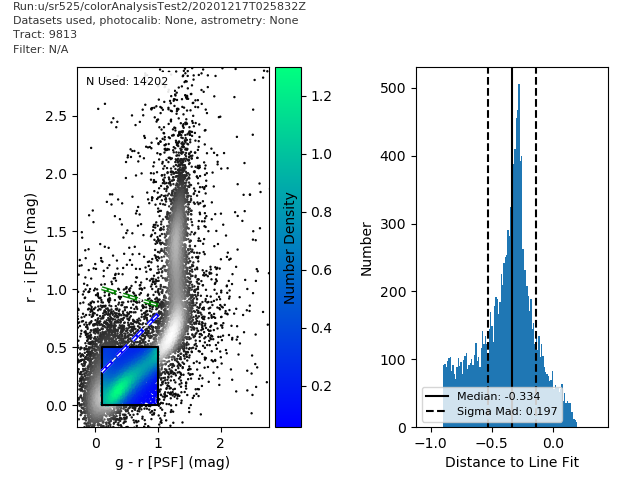 Run:u/sr525/colorAnalysisTest2/20201217T025832Z
Datasets used, photocalib: None, astrometry: None
Tract: 9813
Filter: N/A
N Used: 14202
2.5
2.0
1.5
1.0
0.5
0.0
r - i [PSF] (mag)
0
1
2
g - r [PSF] (mag)
1.2
1.0
0.8
0.6
0.4
0.2
Number Density
500
400
300
200
100
0
Number
Median: -0.334
Sigma Mad: 0.197
−1.0
−0.5
0.0
Distance to Line Fit